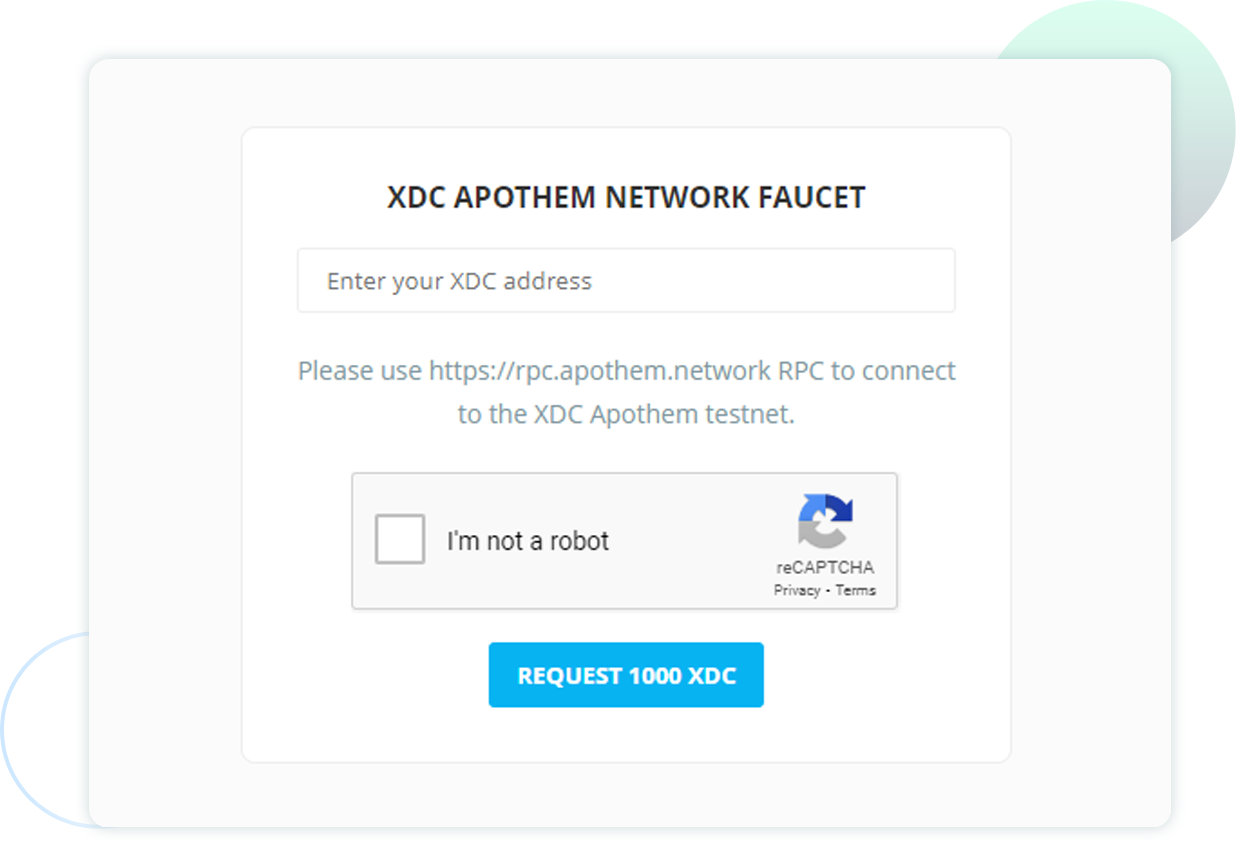 XDC APOTHEM NETWORK FAUCET
Enter your XDC address
Please use https://rpc.apothem.network RPC to connect
to the XDC Apothem testnet.
I'm not a robot
reCAPTCHA
Privacy - Terms
REQUEST 1000 XDC